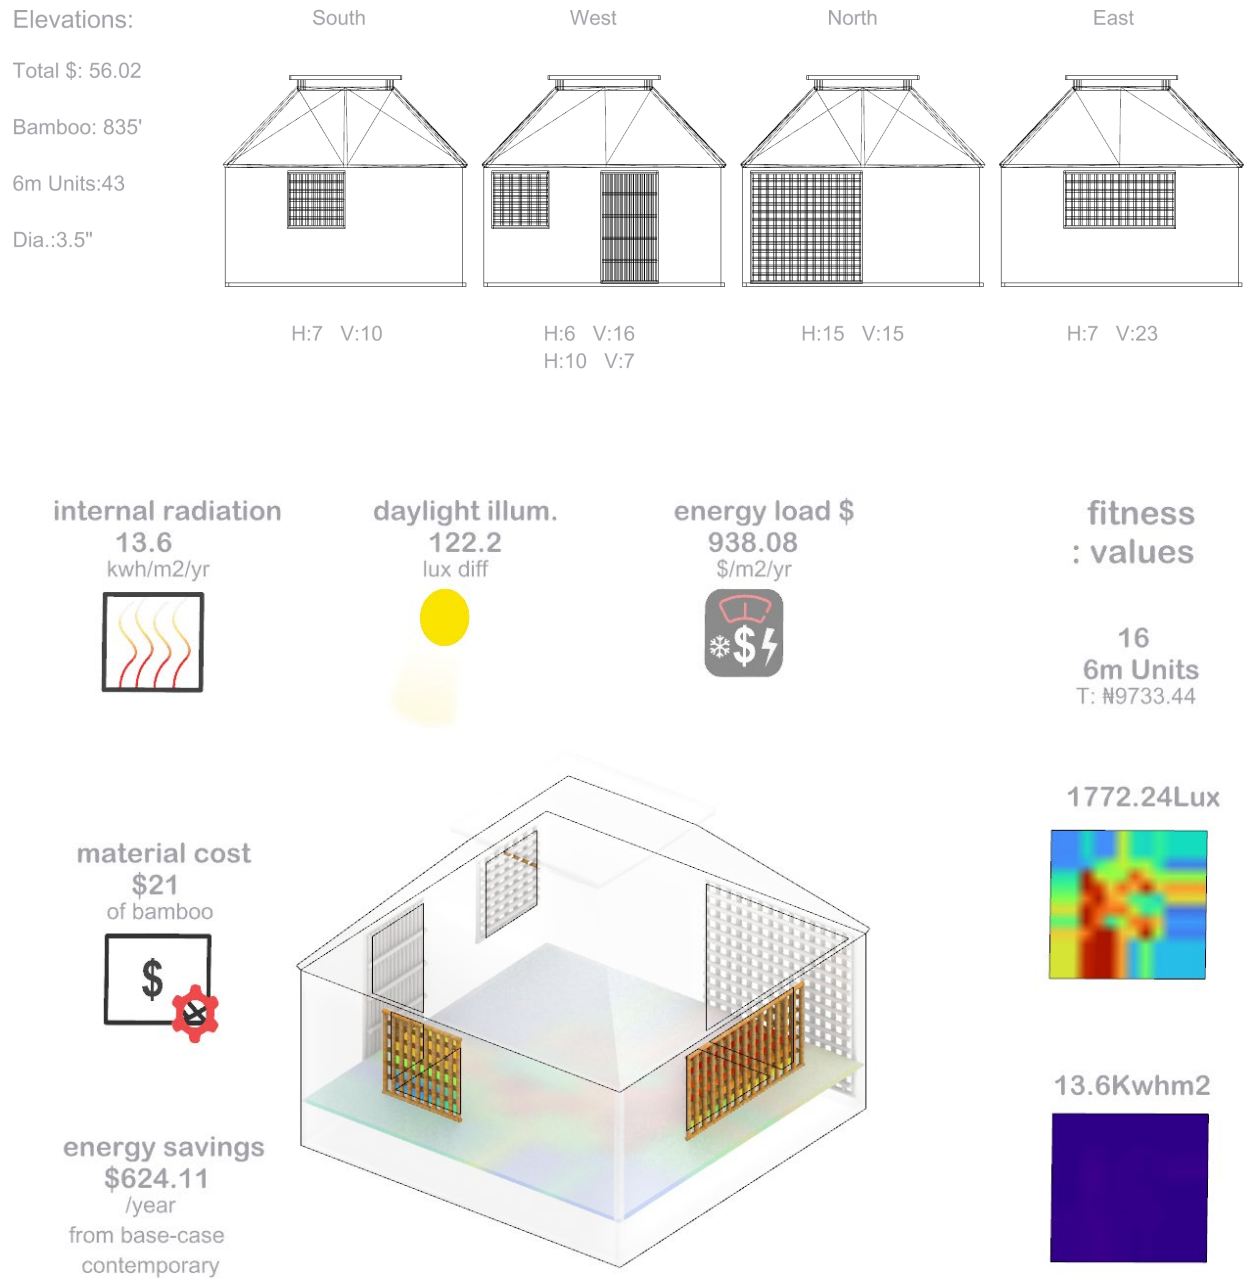 Elevations:
South
West
North
East
Total $: 56.02
Bamboo: 835'
6m Units:43
Dia.:3.5"
H:7 V:10
H:6 V:16
H:10 V:7
H:15 V:15
H:7 V:23
internal radiation
13.6
kwh/m2/yr
daylight illum.
122.2
lux diff
energy load $
938.08
$/m2/yr
$
fitness
: values
16
6m Units
T: ₦9733.44
1772.24Lux
material cost
$21
of bamboo
$
13.6Kwhm2
energy savings
$624.11
/year
from base-case
contemporary